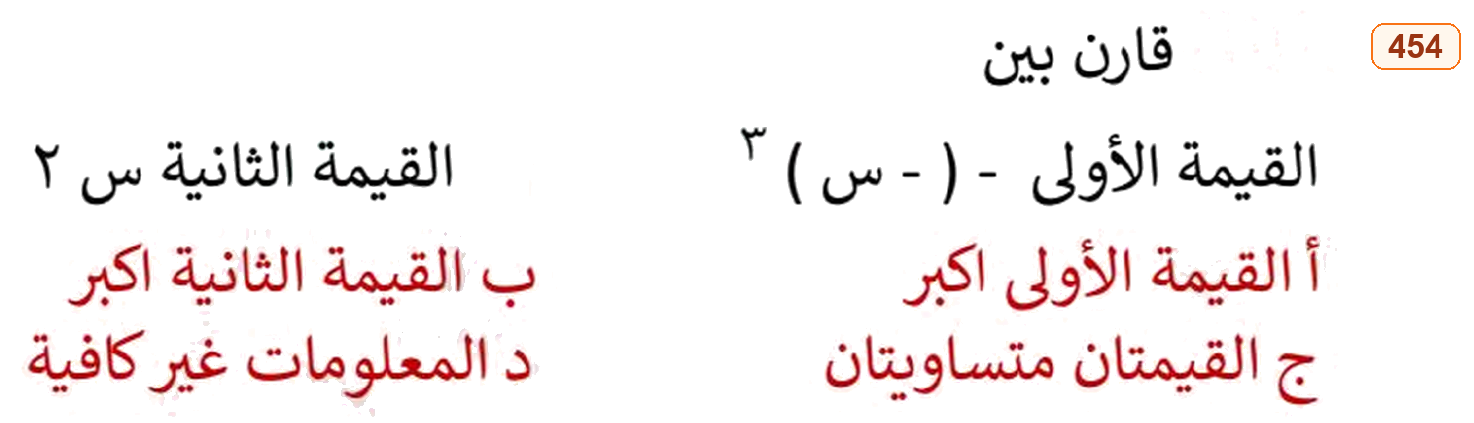 454
قارن بين
القيمة الأولى - ( - س ) ٣ القيمة الثانية س ٢
أ القيمة الأولى اكبر ب القيمة الثانية اكبر
ج القيمتان متساويتان د المعلومات غير كافية